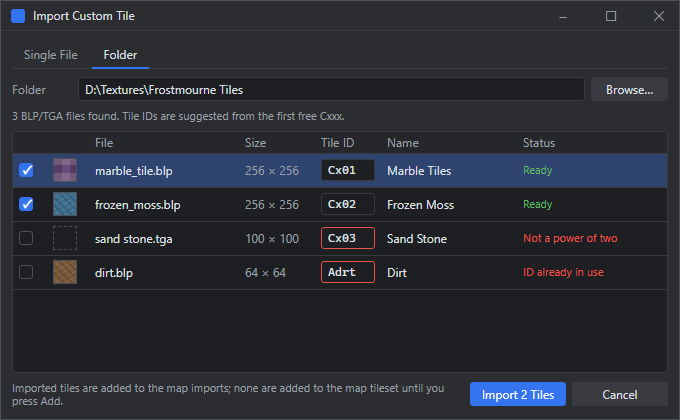 Import Custom Tile
Single File Folder
Folder D:\Textures\Frostmourne Tiles Browse...
3 BLP/TGA files found. Tile IDs are suggested from the first free Cxxx.
File Size Tile ID Name Status
marble_tile.blp 256 × 256 Cx01 Marble Tiles Ready
frozen_moss.blp 256 × 256 Cx02 Frozen Moss Ready
sand stone.tga 100 × 100 Cx03 Sand Stone Not a power of two
dirt.blp 64 × 64 Adrt Dirt ID already in use
Imported tiles are added to the map imports; none are added to the map tileset until you
press Add.
Import 2 Tiles Cancel